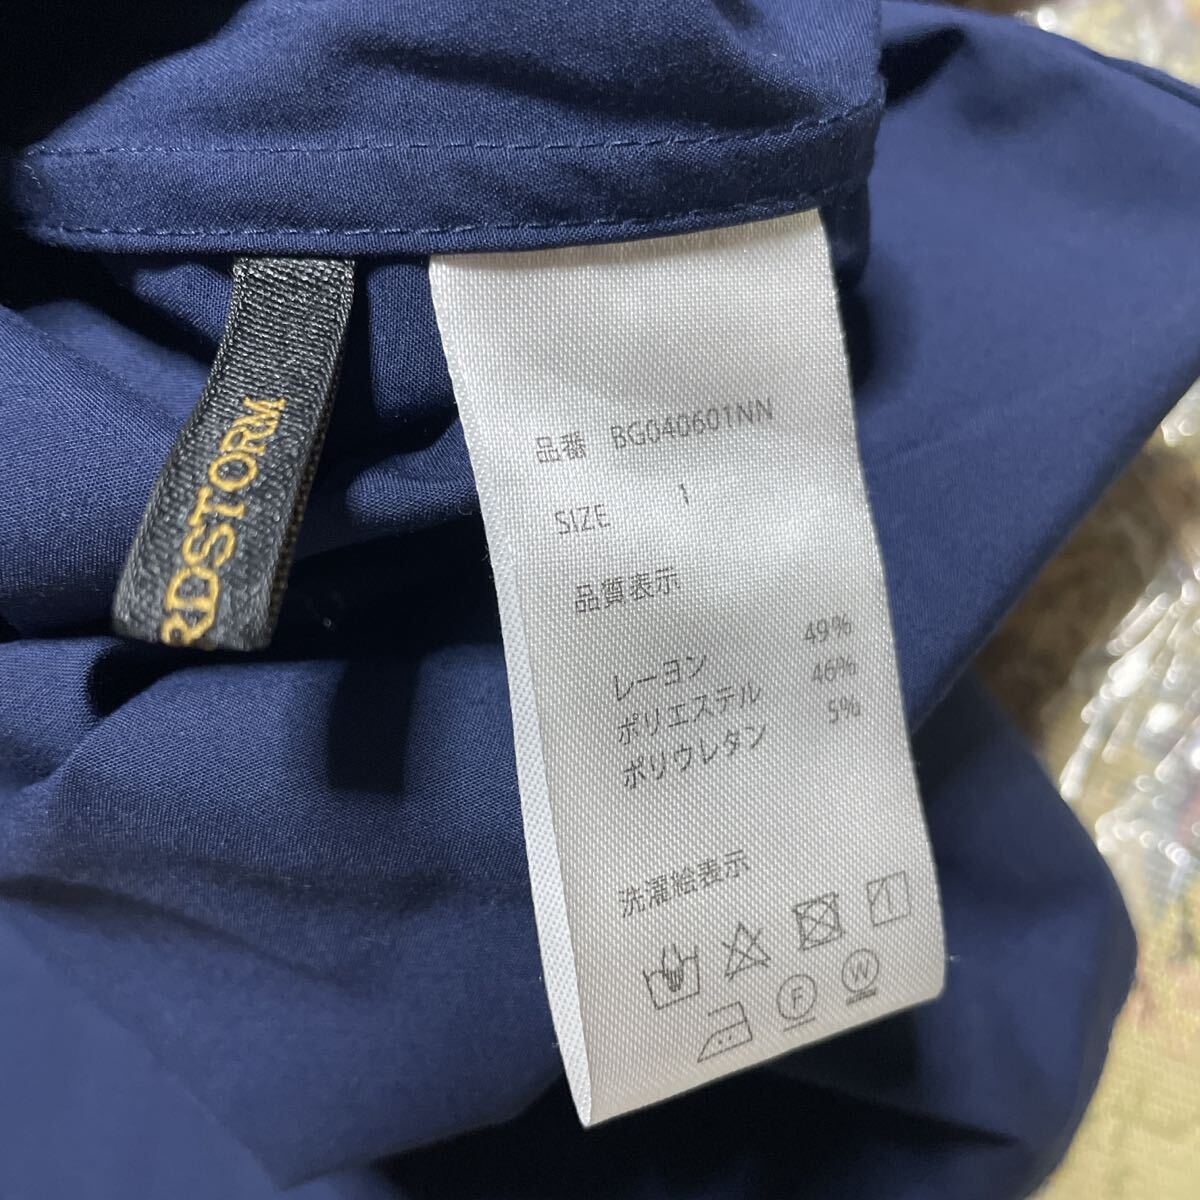 RDSTORM
品番 BG040601NN
SIZE 1
品質表示
レーヨン 49%
ポリエステル 46%
ポリウレタン 5%
洗濯絵表示
F W